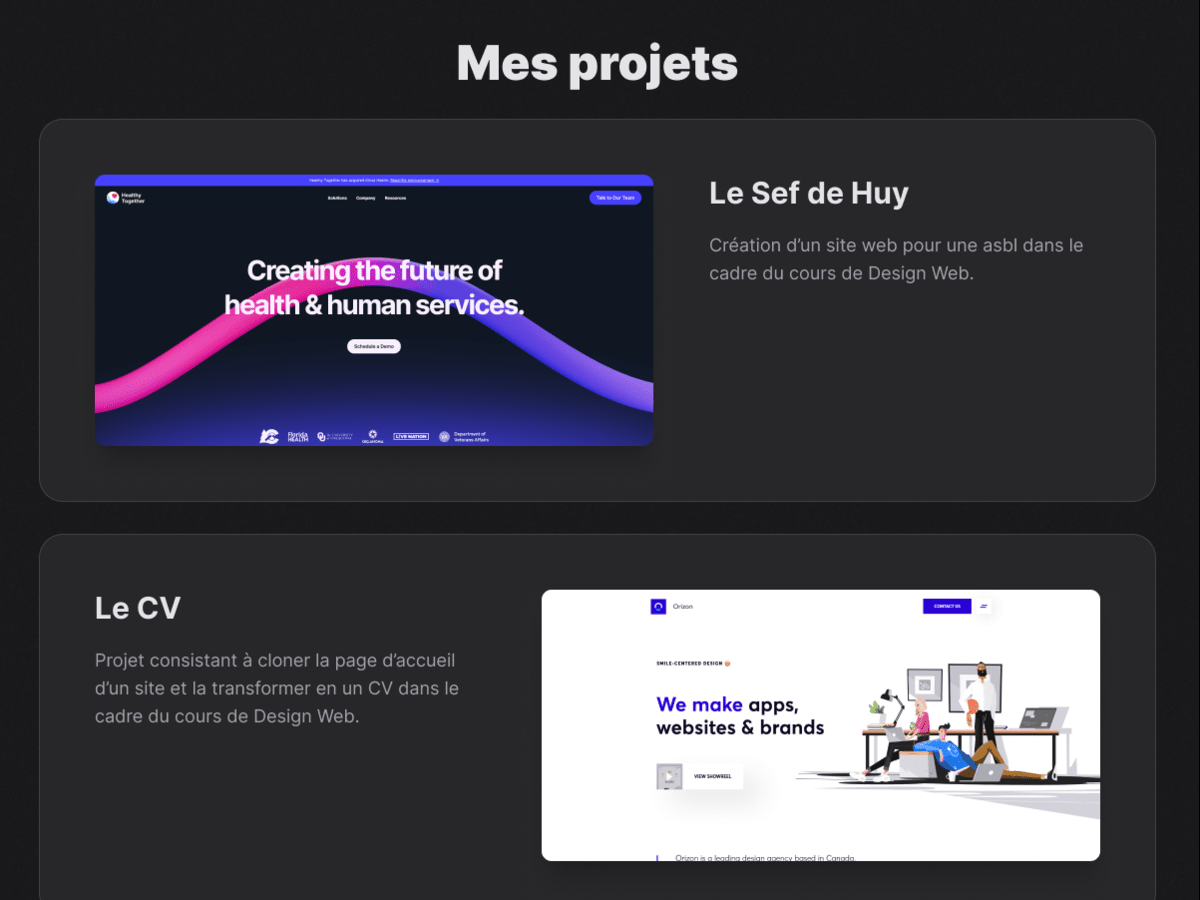 Mes projets
Healthy Together has acquired Group Health. Read the announcement
Healthy
Together
Solutions Company Resources
Talk to Our Team
Creating the future of
health & human services.
Schedule a Demo
Florida
HEALTH
OKLAHOMA
LIVE NATION
Department of
Veterans Affairs
Le Sef de Huy
Création d’un site web pour une asbl dans le
cadre du cours de Design Web.
Le CV
Projet consistant à cloner la page d’accueil
d’un site et la transformer en un CV dans le
cadre du cours de Design Web.
Orizon
CONTACT US
SMILE-CENTERED DESIGN
We make apps,
websites & brands
VIEW SHOWREEL
Orizon is a leading design agency based in Canada.